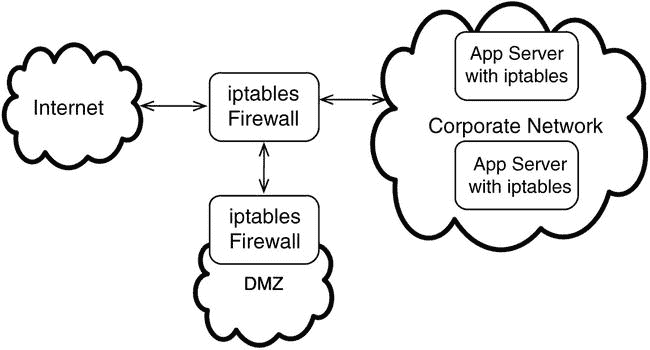 Internet
iptables
Firewall
App Server
with iptables
Corporate Network
App Server
with iptables
iptables
Firewall
DMZ